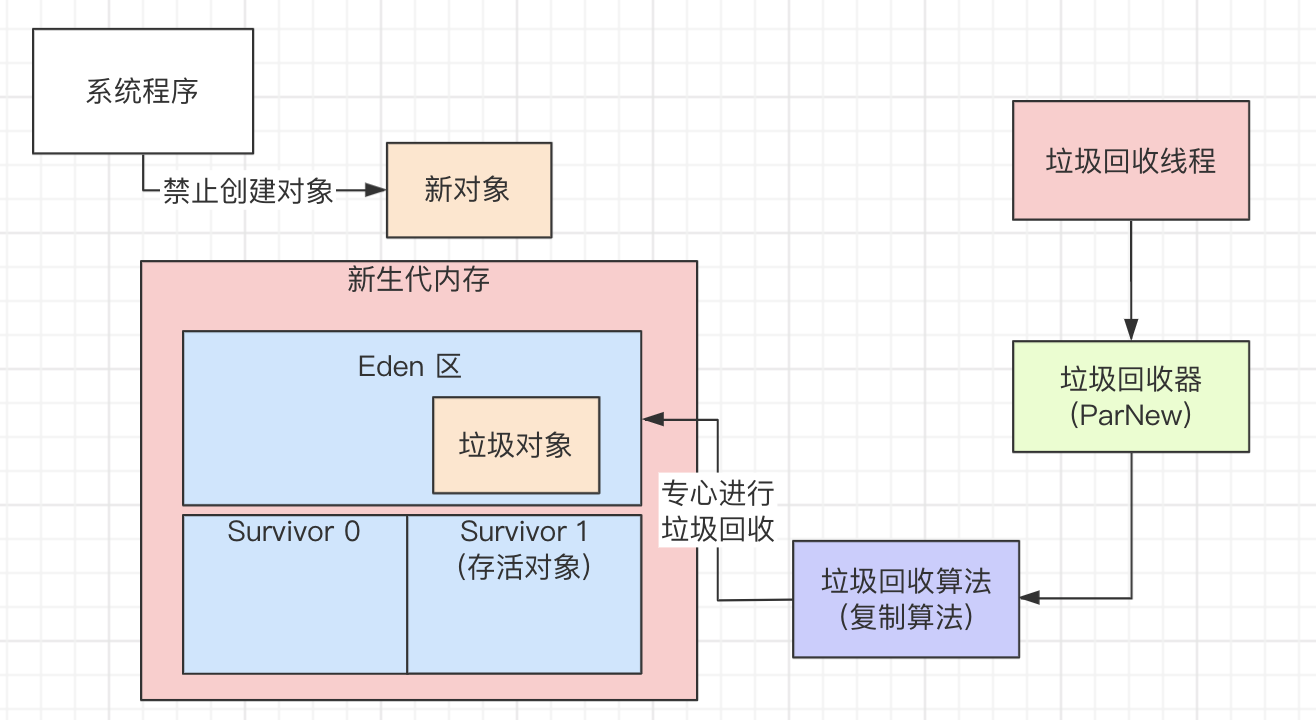 系统程序
禁止创建对象
新对象
垃圾回收线程
新生代内存
Eden 区
垃圾对象
垃圾回收器
(ParNew)
专心进行
垃圾回收
Survivor 0
Survivor 1
(存活对象)
垃圾回收算法
(复制算法)